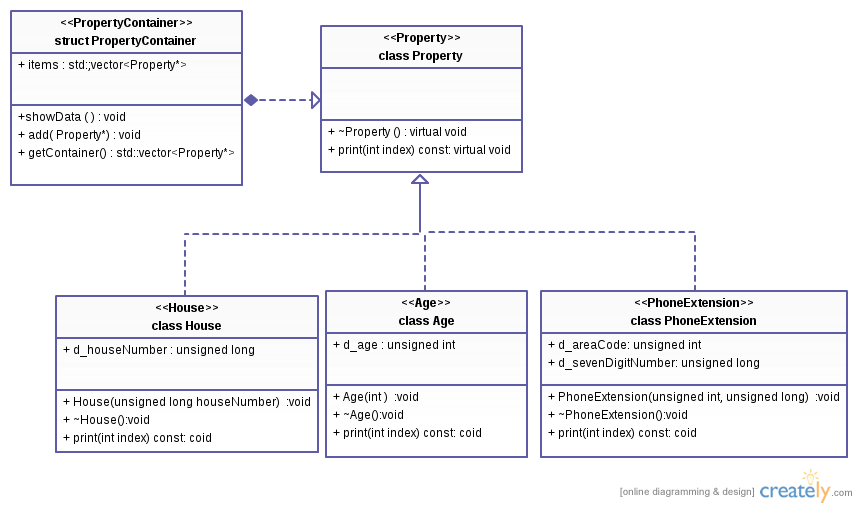 <<PropertyContainer>>
struct PropertyContainer
+ items : std:;vector<Property*>
+showData ( ) : void
+ add( Property*) : void
+ getContainer() : std::vector<Property*>
<<Property>>
class Property
+ ~Property () : virtual void
+ print(int index) const: virtual void
<<House>>
class House
+ d_houseNumber : unsigned long
+ House(unsigned long houseNumber) :void
+ ~House():void
+ print(int index) const: coid
<<Age>>
class Age
+ d_age : unsigned int
+ Age(int ) :void
+ ~Age():void
+ print(int index) const: coid
<<PhoneExtension>>
class PhoneExtension
+ d_areaCode: unsigned int
+ d_sevenDigitNumber: unsigned long
+ PhoneExtension(unsigned int, unsigned long) :void
+ ~PhoneExtension():void
+ print(int index) const: coid
[online diagramming & design] creately.com